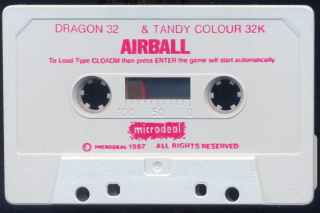 DRAGON 32 & TANDY COLOUR 32K
AIRBALL
To Load Type CLOADM then press ENTER the game will start automatically.
100 50 0
microdeal
© MICRODEAL 1987 ALL RIGHTS RESERVED